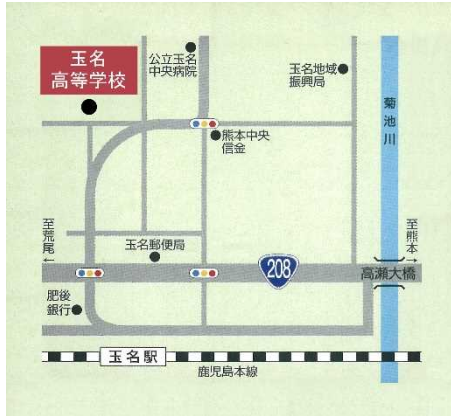 玉名
高等学校
公立玉名
中央病院
玉名地域
振興局
菊池川
熊本中央
信金
至荒尾
玉名郵便局
208
至熊本
高瀬大橋
肥後
銀行
玉名駅
鹿児島本線